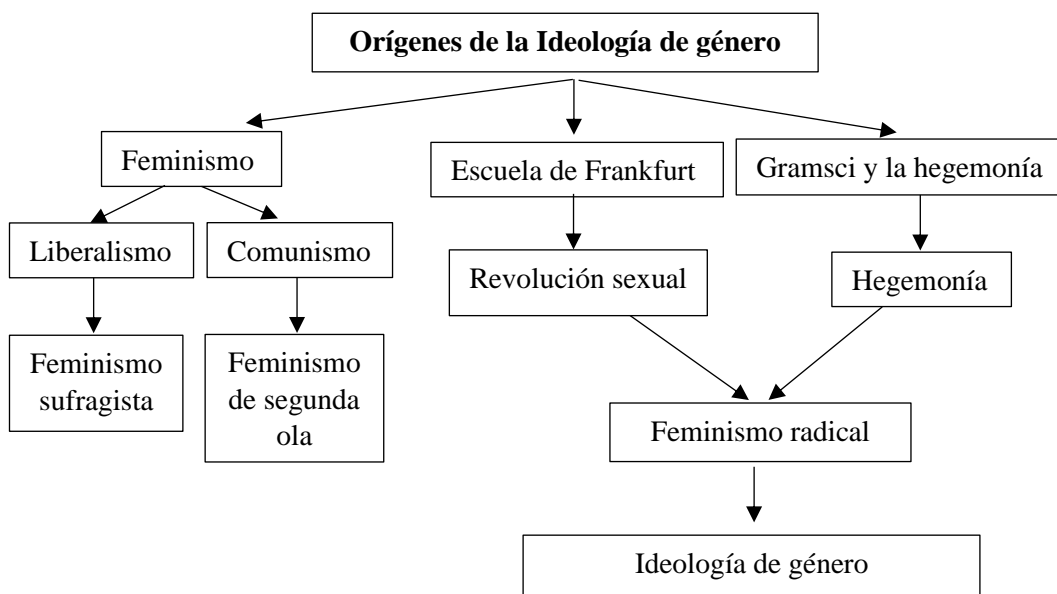 Orígenes de la Ideología de género
Feminismo
Escuela de Frankfurt
Gramsci y la hegemonía
Liberalismo
Comunismo
Revolución sexual
Hegemonía
Feminismo
sufragista
Feminismo
de segunda
ola
Feminismo radical
Ideología de género